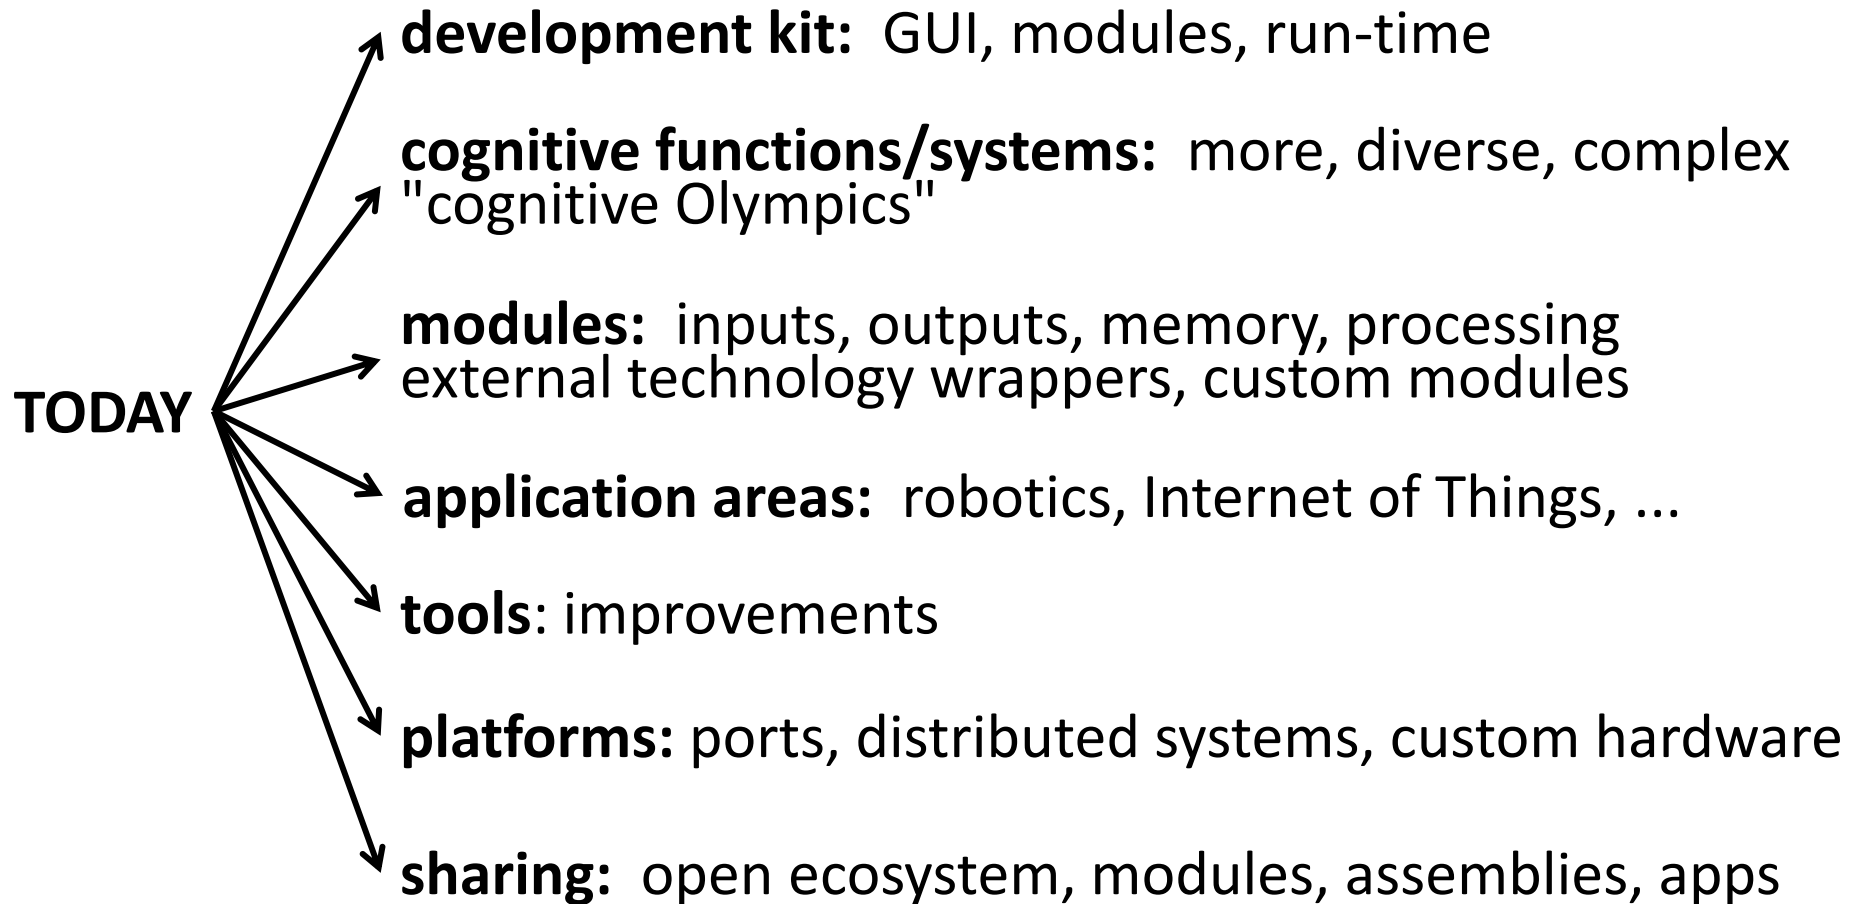 development kit: GUI, modules, run-time
cognitive functions/systems: more, diverse, complex
"cognitive Olympics"
modules: inputs, outputs, memory, processing
external technology wrappers, custom modules
TODAY
application areas: robotics, Internet of Things, ...
tools: improvements
platforms: ports, distributed systems, custom hardware
sharing: open ecosystem, modules, assemblies, apps